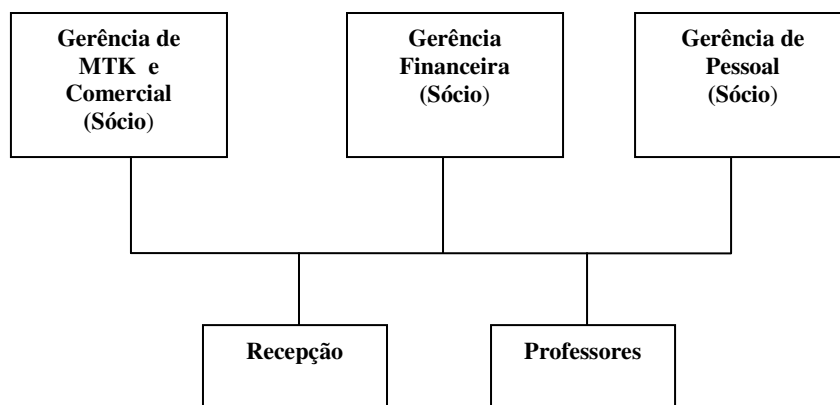 Gerência de
MTK e
Comercial
(Sócio)
Gerência
Financeira
(Sócio)
Gerência de
Pessoal
(Sócio)
Recepção
Professores